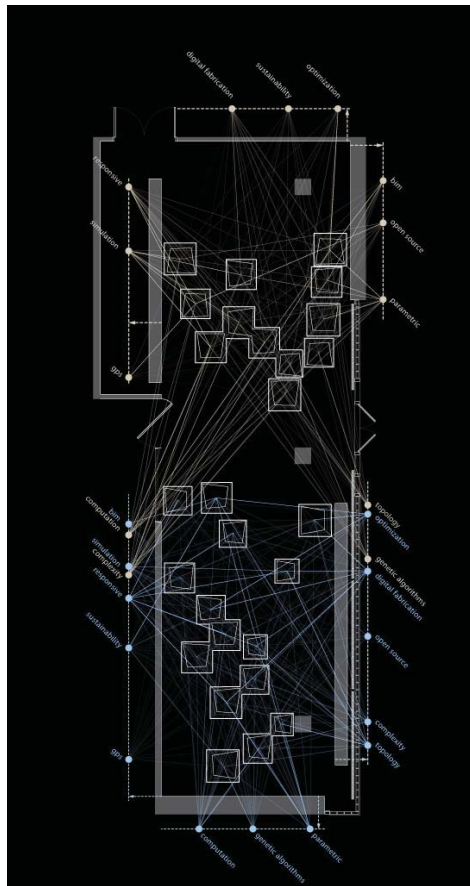 digital fabrication
sustainability
optimization
responsive
bim
simulation
open source
parametric
gps
topology
bim
optimization
computation
simulation
genetic algorithms
complexity
digital fabrication
responsive
sustainability
open source
complexity
gps
topology
computation
genetic algorithms
parametric